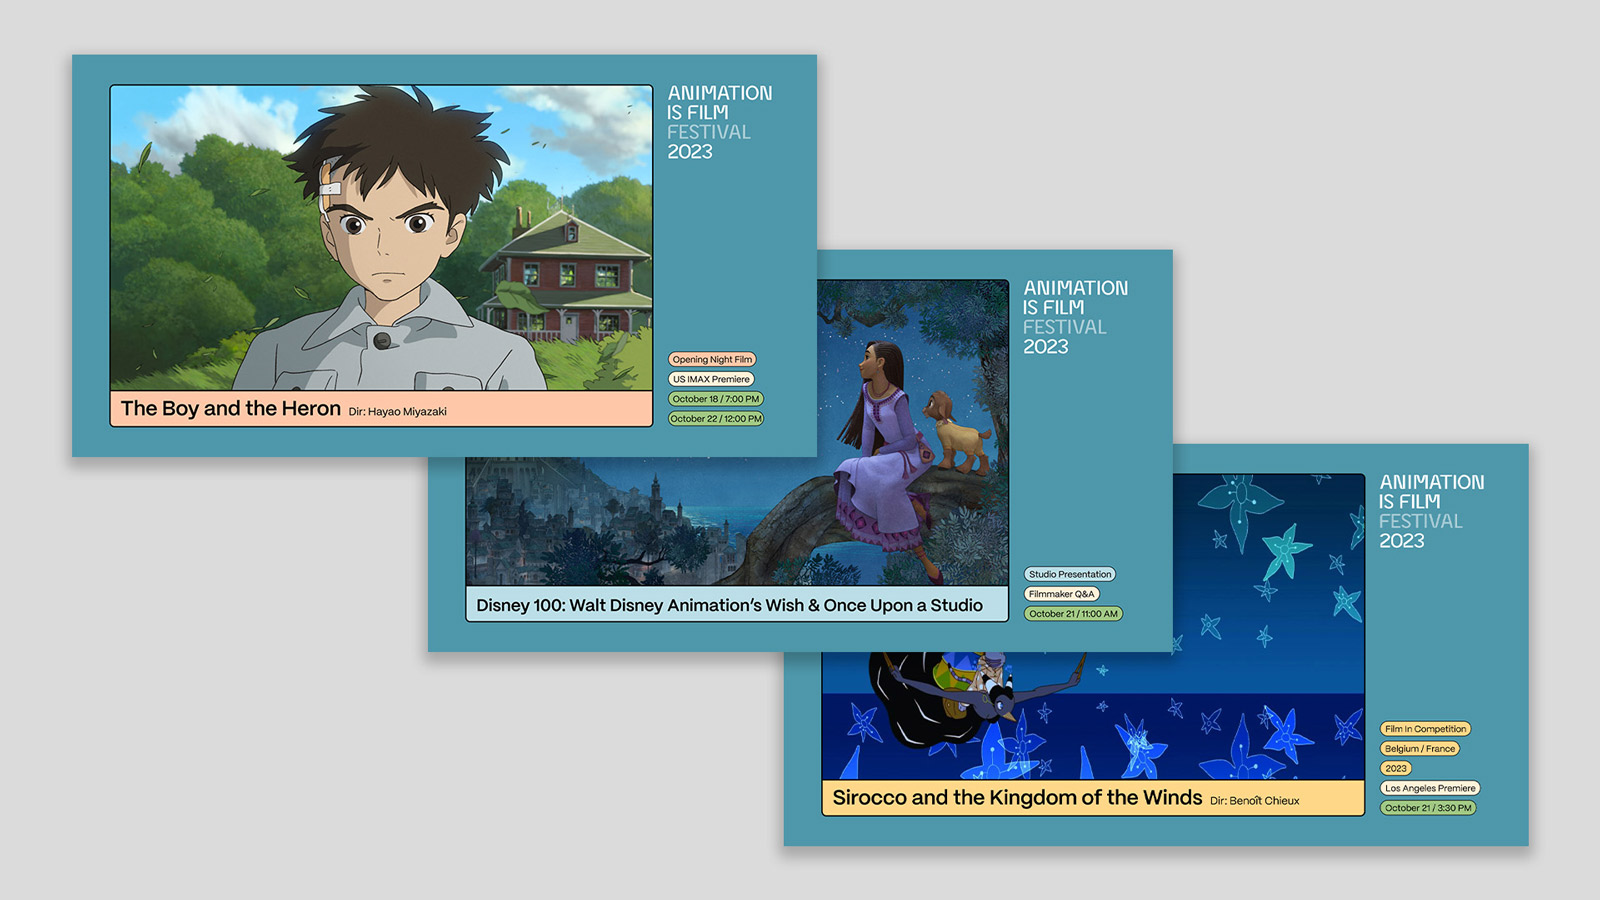 ANIMATION
IS FILM
FESTIVAL
2023
Opening Night Film
US IMAX Premiere
October 18 / 7:00 PM
October 22 / 12:00 PM
The Boy and the Heron Dir: Hayao Miyazaki
ANIMATION
IS FILM
FESTIVAL
2023
Studio Presentation
Filmmaker Q&A
October 21 / 11:00 AM
Disney 100: Walt Disney Animation's Wish & Once Upon a Studio
ANIMATION
IS FILM
FESTIVAL
2023
Film In Competition
Belgium / France
2023
Los Angeles Premiere
October 21 / 3:30 PM
Sirocco and the Kingdom of the Winds Dir: Benoît Chieux